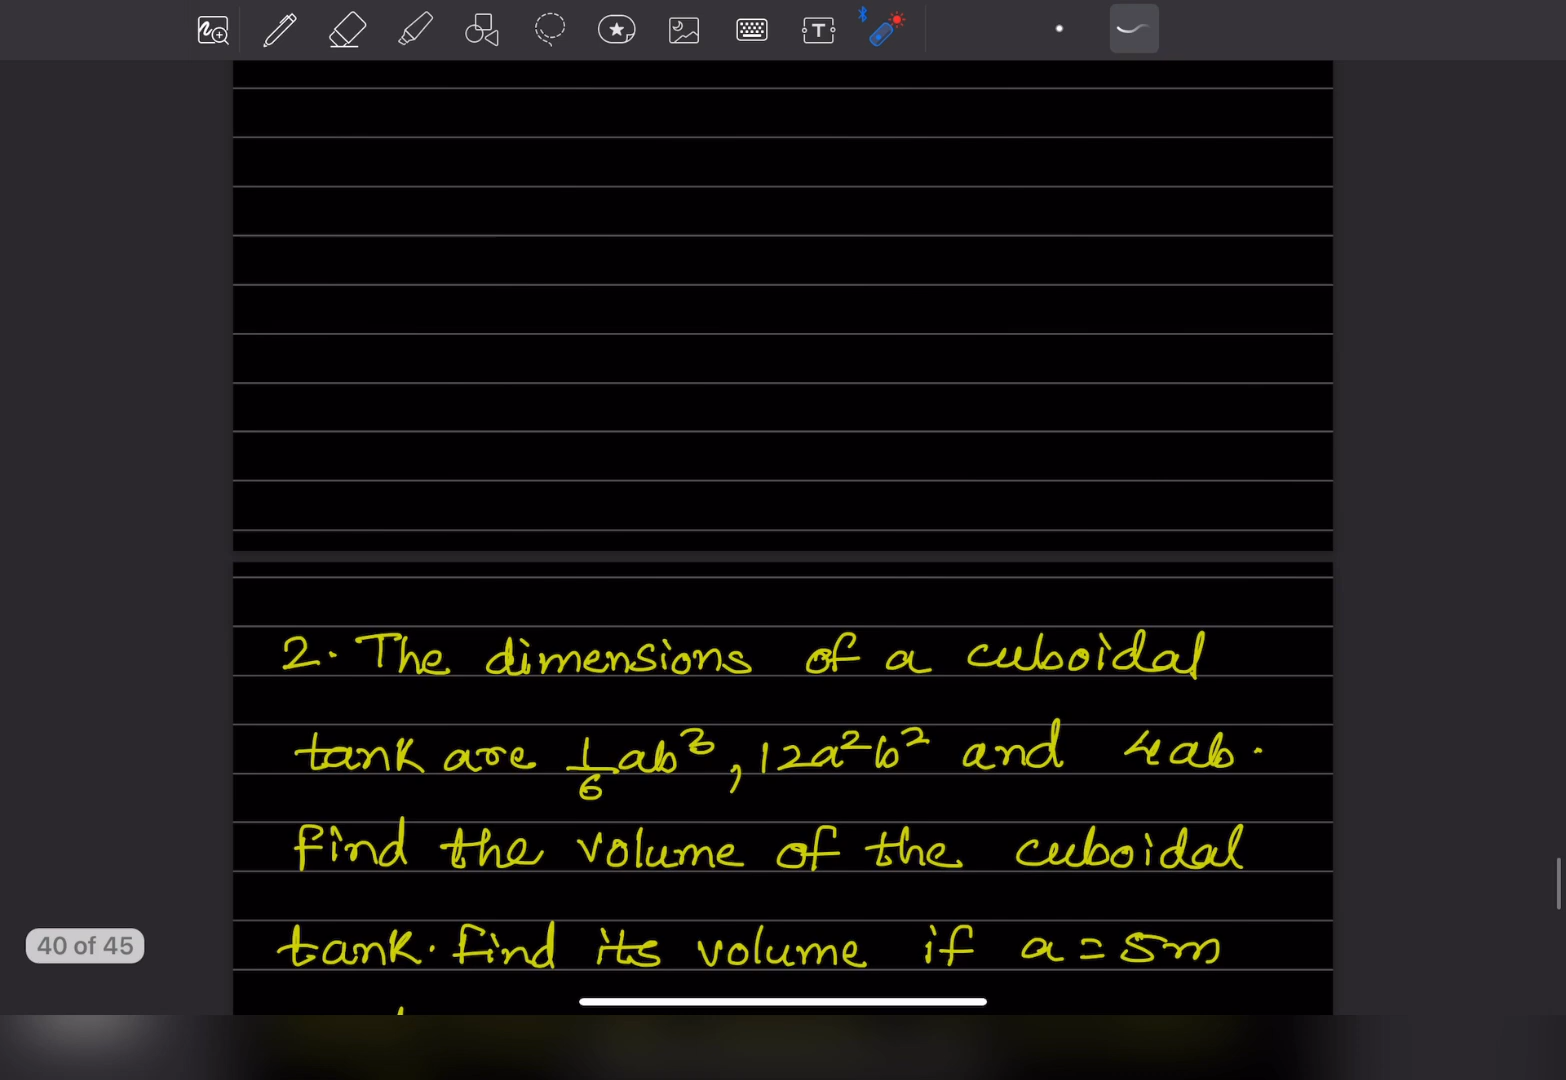 T
2. The dimensions of a cuboidal
tank are 1/6 ab³, 12a²b² and 4ab.
find the volume of the cuboidal
40 of 45
tank. find its volume if a = 5m